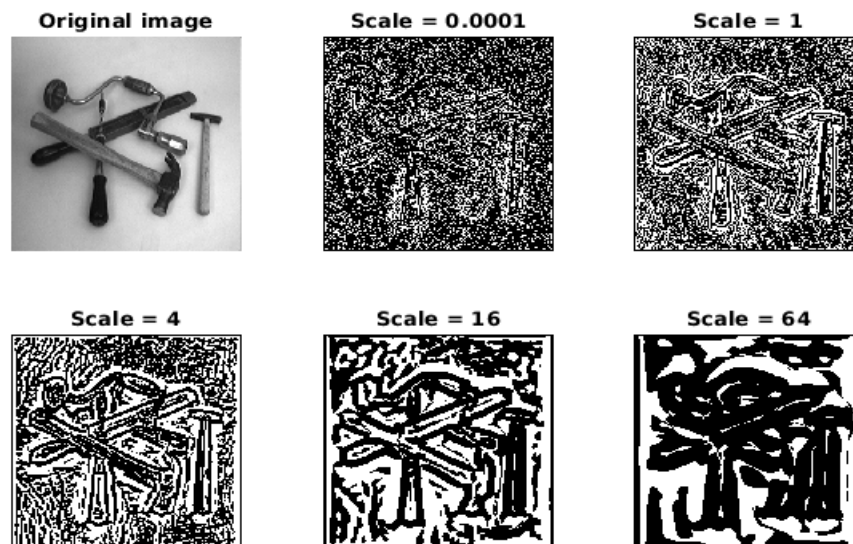 Original image
Scale = 0.0001
Scale = 1
Scale = 4
Scale = 16
Scale = 64